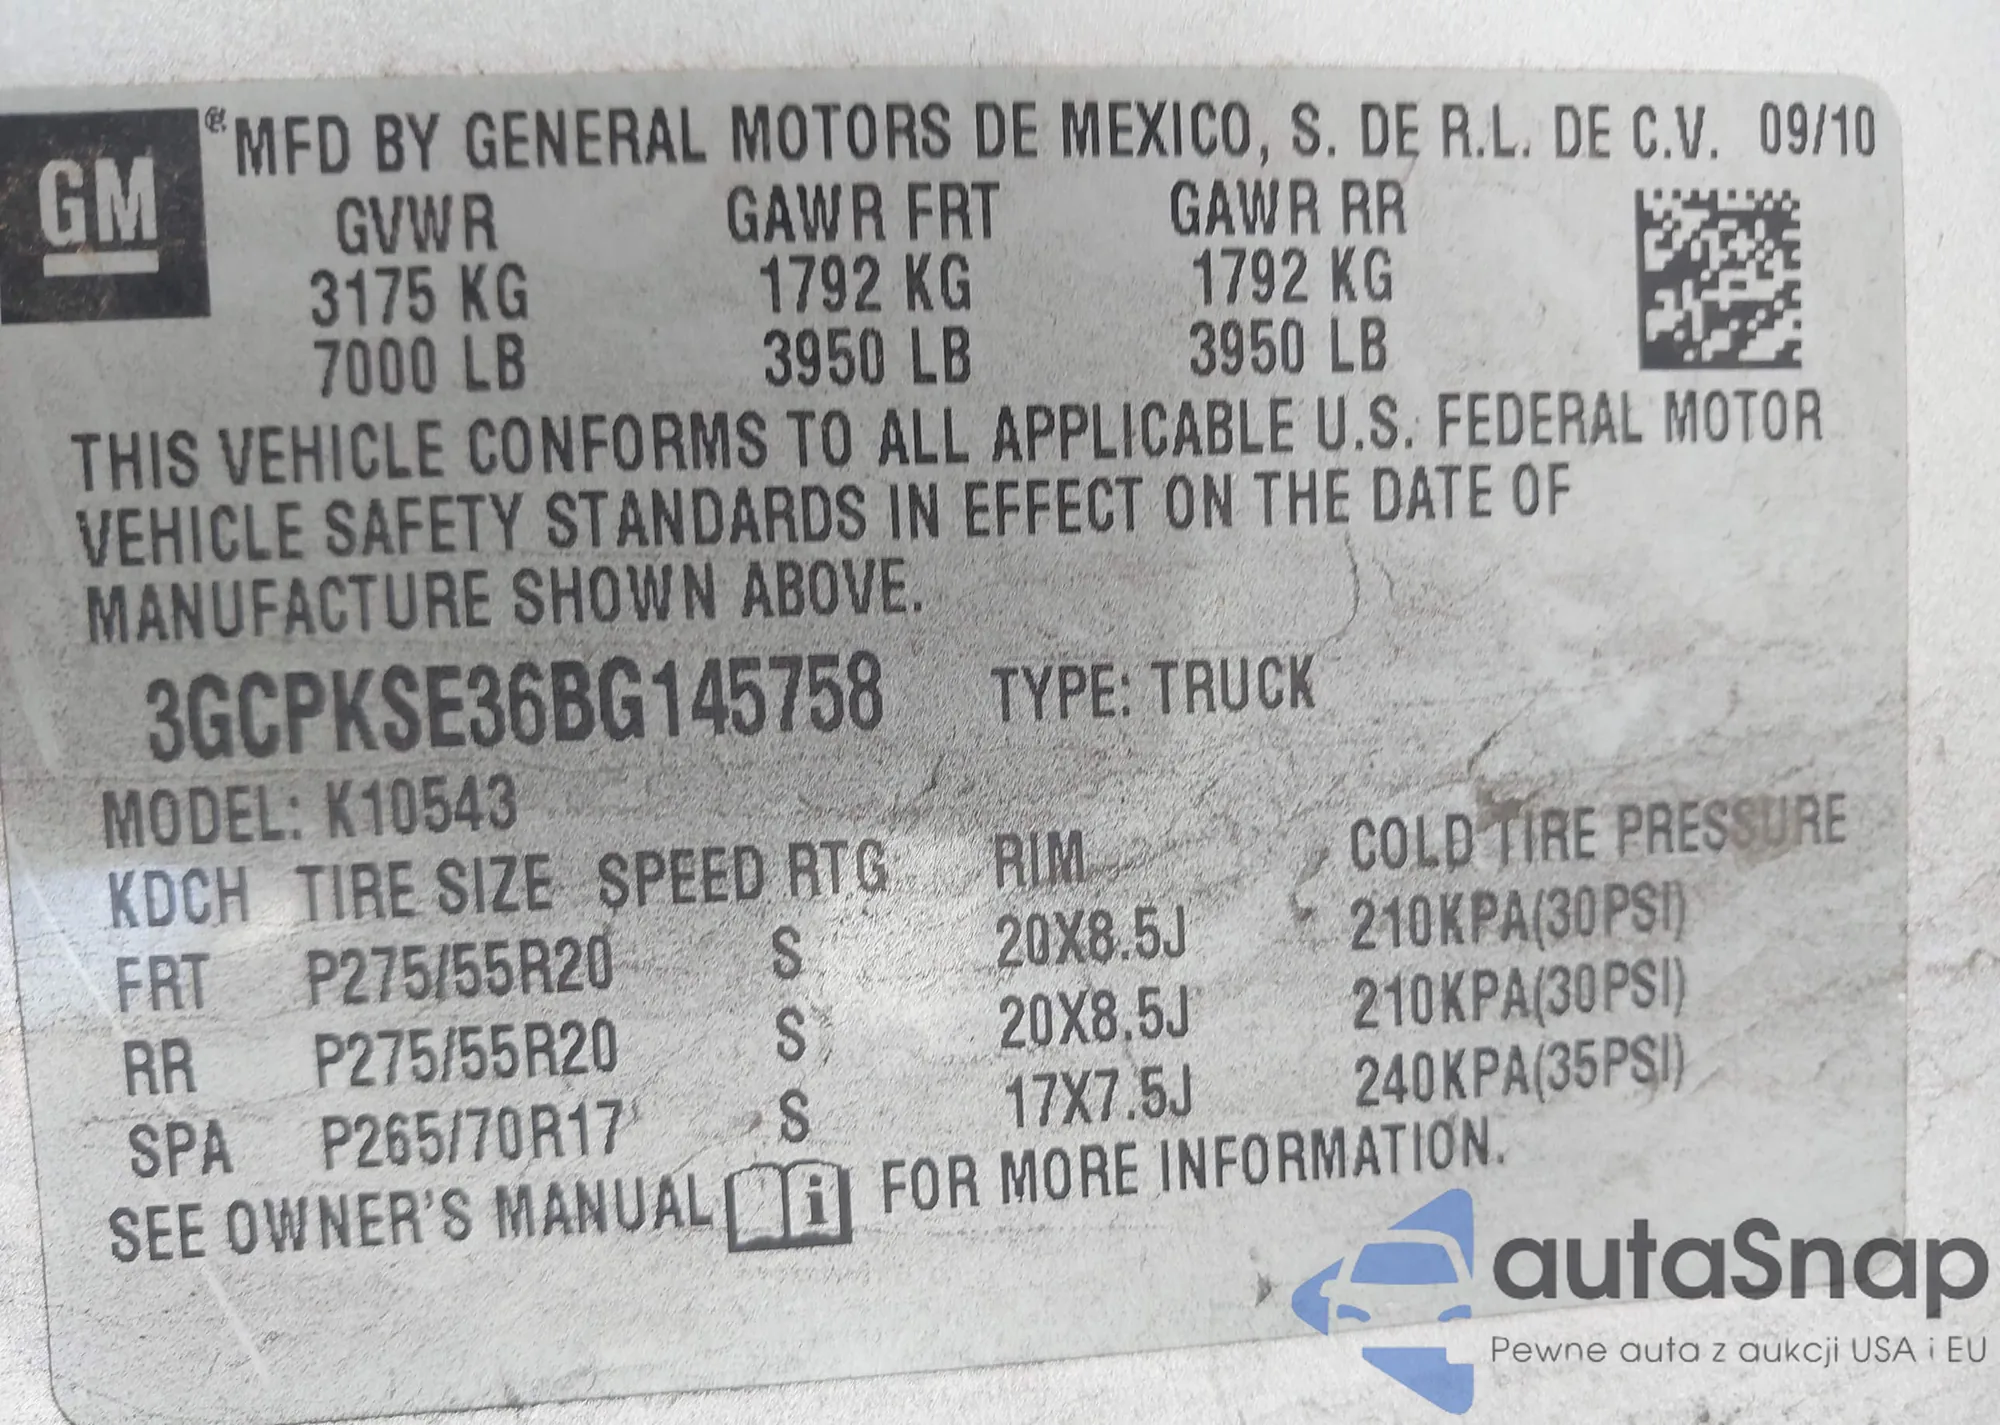 GM
MFD BY GENERAL MOTORS DE MEXICO, S. DE R.L. DE C.V. 09/10
GVWR GAWR FRT GAWR RR
3175 KG 1792 KG 1792 KG
7000 LB 3950 LB 3950 LB
THIS VEHICLE CONFORMS TO ALL APPLICABLE U.S. FEDERAL MOTOR
VEHICLE SAFETY STANDARDS IN EFFECT ON THE DATE OF
MANUFACTURE SHOWN ABOVE.
3GCPKSE36BG145758 TYPE: TRUCK
MODEL: K10543
KDCH TIRE SIZE SPEED RTG RIM COLD TIRE PRESSURE
FRT P275/55R20 S 20X8.5J 210KPA(30PSI)
RR P275/55R20 S 20X8.5J 210KPA(30PSI)
SPA P265/70R17 S 17X7.5J 240KPA(35PSI)
SEE OWNER'S MANUAL i FOR MORE INFORMATION.
autaSnap
Pewne auta z aukcji USA i EU